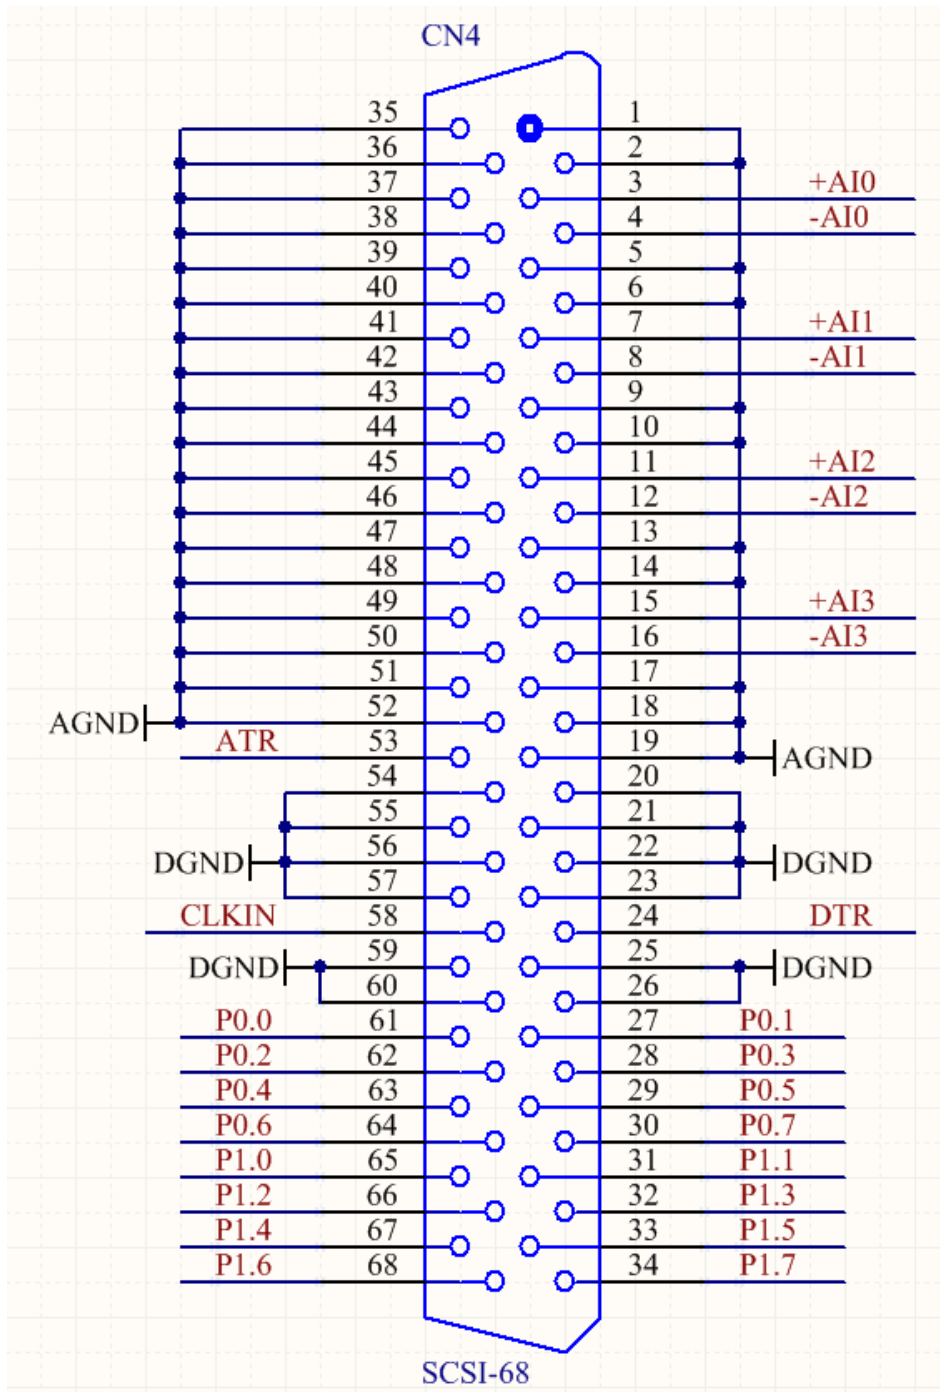 CN4
35 1
36 2
37 3 +AI0
38 4 -AI0
39 5
40 6
41 7 +AI1
42 8 -AI1
43 9
44 10
45 11 +AI2
46 12 -AI2
47 13
48 14
49 15 +AI3
50 16 -AI3
51 17
AGND 52 18
ATR 53 19 AGND
54 20
55 21
DGND 56 22 DGND
57 23
CLKIN 58 24 DTR
DGND 59 25 DGND
60 26
P0.0 61 27 P0.1
P0.2 62 28 P0.3
P0.4 63 29 P0.5
P0.6 64 30 P0.7
P1.0 65 31 P1.1
P1.2 66 32 P1.3
P1.4 67 33 P1.5
P1.6 68 34 P1.7
SCSI-68